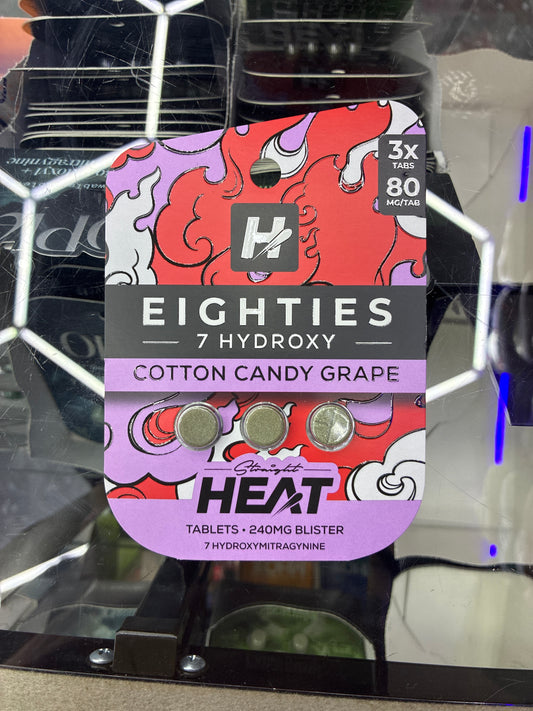 3x
TABS
80
MG/TAB
H
EIGHTIES
7 HYDROXY
COTTON CANDY GRAPE
Straight
HEAT
TABLETS • 240MG BLISTER
7 HYDROXYMITRAGYNINE